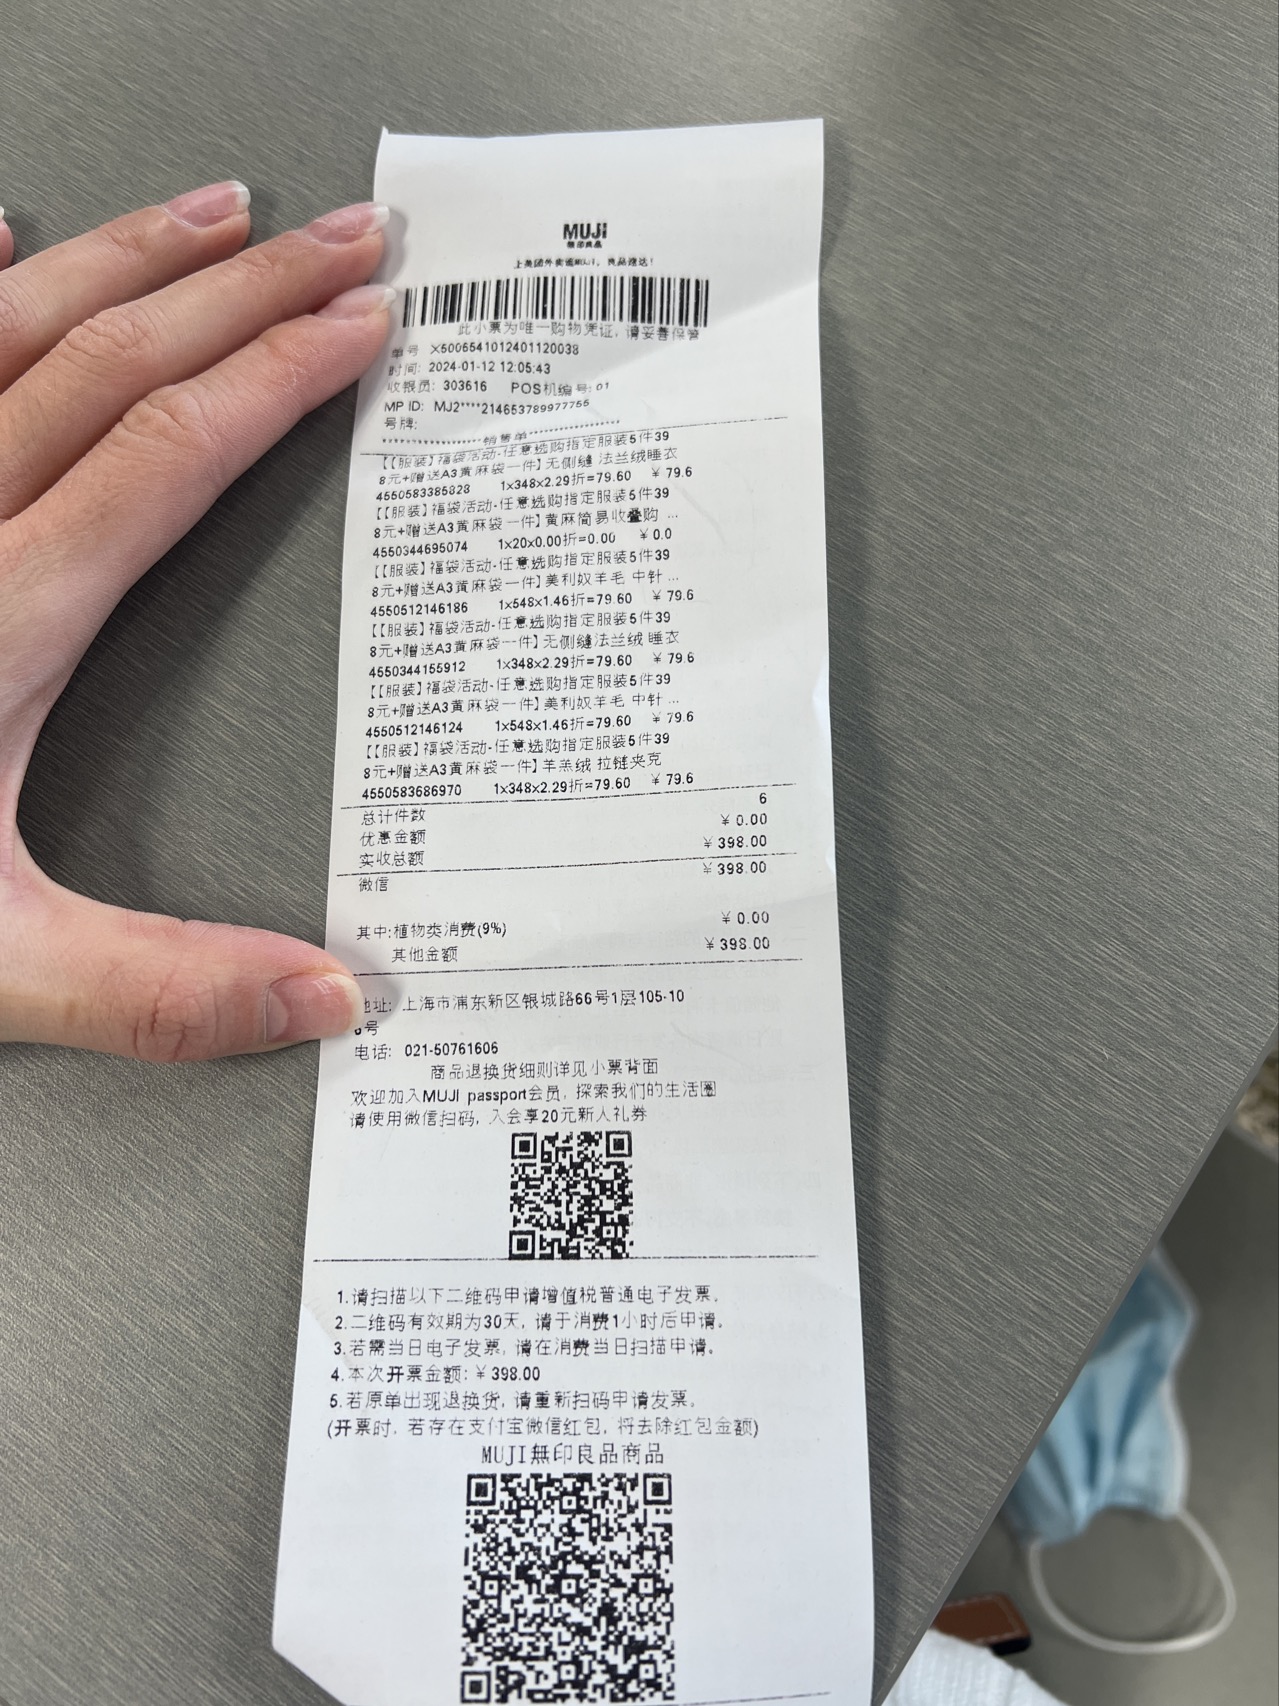 MUJI
無印良品
上美团外卖逛MUJI，良品速达！
此小票为唯一购物凭证，请妥善保管
单号 X5006541012401120038
时间: 2024-01-12 12:05:43
收银员: 303616 POS机编号: 01
MP ID: MJ2****214653789977756
号牌:
销售单
【【服装】福袋活动-任意选购指定服装5件39
8元+赠送A3黄麻袋一件】无侧缝 法兰绒睡衣
4550583385828 1x348x2.29折=79.60 ￥79.6
【【服装】福袋活动-任意选购指定服装5件39
8元+赠送A3黄麻袋一件】黄麻简易收叠购 ...
4550344695074 1x20x0.00折=0.00 ￥0.0
【【服装】福袋活动-任意选购指定服装5件39
8元+赠送A3黄麻袋一件】美利奴羊毛 中针 ...
4550512146186 1x548x1.46折=79.60 ￥79.6
【【服装】福袋活动-任意选购指定服装5件39
8元+赠送A3黄麻袋一件】无侧缝法兰绒 睡衣
4550344155912 1x348x2.29折=79.60 ￥79.6
【【服装】福袋活动-任意选购指定服装5件39
8元+赠送A3黄麻袋一件】美利奴羊毛 中针 ...
4550512146124 1x548x1.46折=79.60 ￥79.6
【【服装】福袋活动-任意选购指定服装5件39
8元+赠送A3黄麻袋一件】羊羔绒 拉链夹克
4550583686970 1x348x2.29折=79.60 ￥79.6
总计件数 6
优惠金额 ￥0.00
实收总额 ￥398.00
微信 ￥398.00
其中:植物类消费(9%) ￥0.00
其他金额 ￥398.00
地址: 上海市浦东新区银城路66号1层105-10
6号
电话: 021-50761606
商品退换货细则详见小票背面
欢迎加入MUJI passport会员，探索我们的生活圈
请使用微信扫码，入会享20元新人礼券
1.请扫描以下二维码申请增值税普通电子发票。
2.二维码有效期为30天，请于消费1小时后申请。
3.若需当日电子发票，请在消费当日扫描申请。
4.本次开票金额:￥398.00
5.若原单出现退换货，请重新扫码申请发票。
(开票时，若存在支付宝微信红包，将去除红包金额)
MUJI無印良品商品